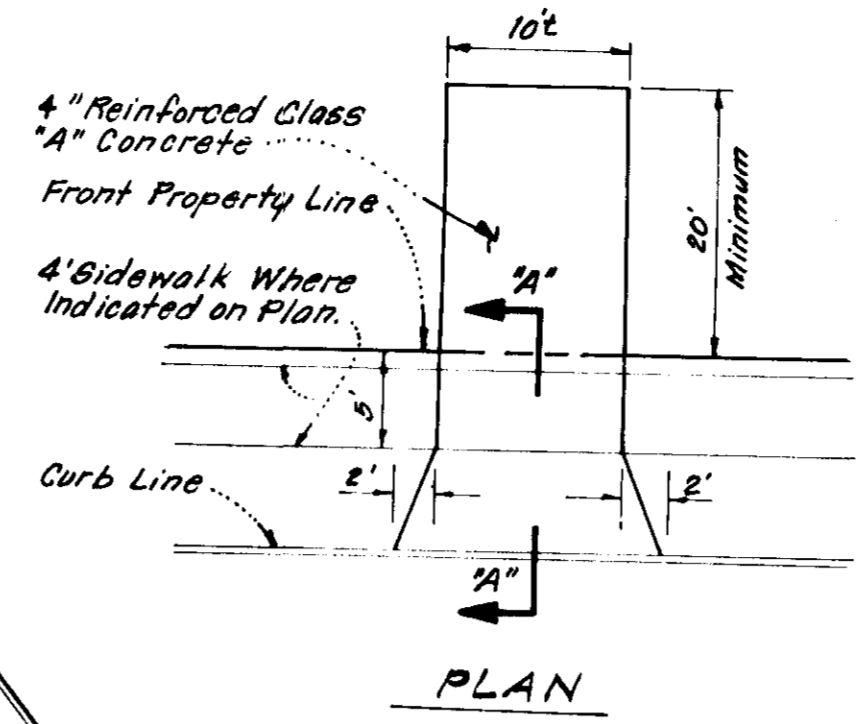 10't
4" Reinforced Class
"A" Concrete
Front Property Line
4' Sidewalk Where
Indicated on Plan.
20'
Minimum
"A"
5'
Curb Line
2'
2'
"A"
PLAN